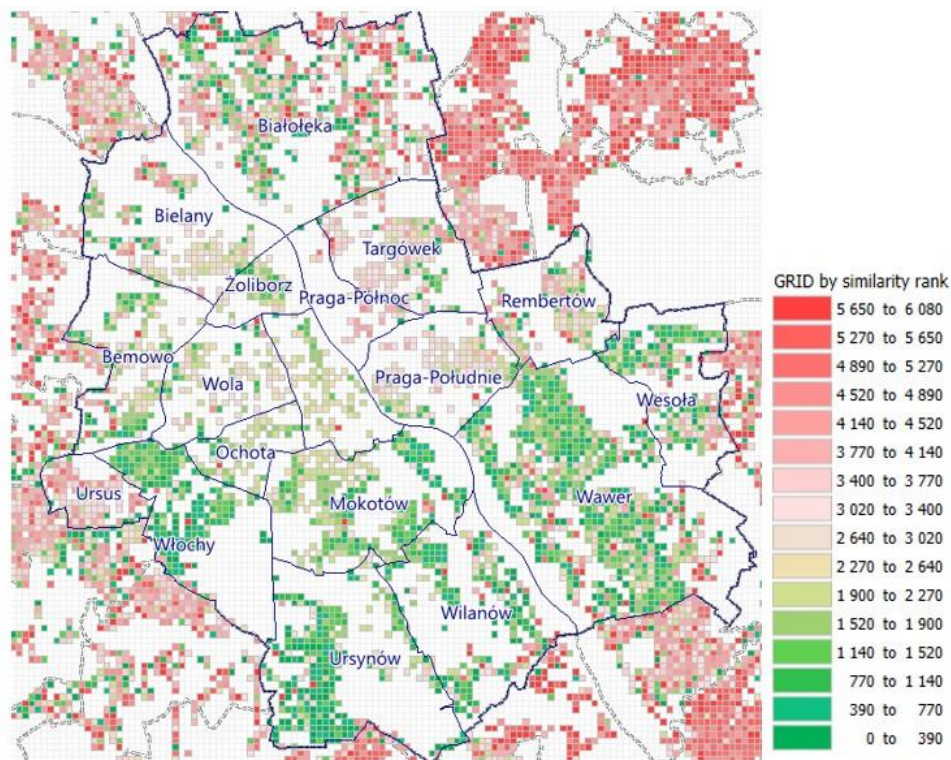 Białołęka
Bielany
Targówek
Żoliborz
Praga-Północ
Rembertów
Bemowo
Wola
Praga-Południe
Wesoła
Ochota
Ursus
Mokotów
Wawer
Włochy
Wilanów
Ursynów
GRID by similarity rank
5 650 to 6 080
5 270 to 5 650
4 890 to 5 270
4 520 to 4 890
4 140 to 4 520
3 770 to 4 140
3 400 to 3 770
3 020 to 3 400
2 640 to 3 020
2 270 to 2 640
1 900 to 2 270
1 520 to 1 900
1 140 to 1 520
770 to 1 140
390 to 770
0 to 390